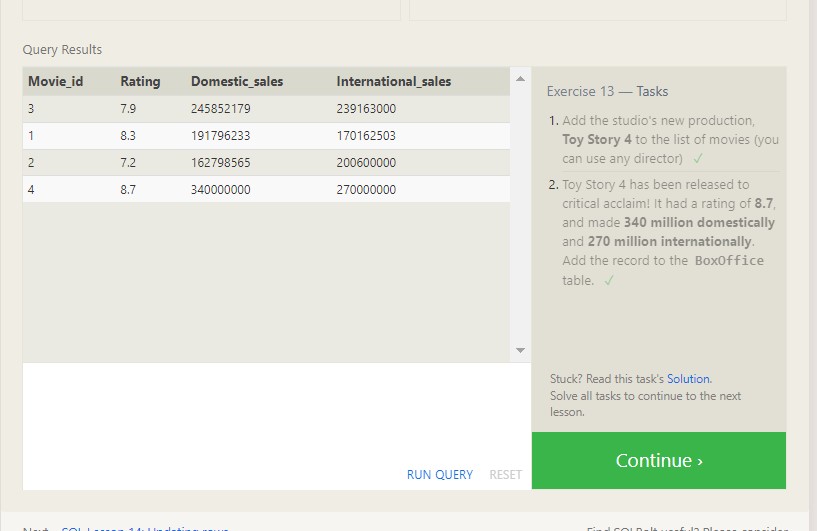 Query Results
Movie_id Rating Domestic_sales International_sales
3 7.9 245852179 239163000
1 8.3 191796233 170162503
2 7.2 162798565 200600000
4 8.7 340000000 270000000
RUN QUERY RESET
Exercise 13 — Tasks
1. Add the studio's new production,
Toy Story 4 to the list of movies (you
can use any director) ✓
2. Toy Story 4 has been released to
critical acclaim! It had a rating of 8.7,
and made 340 million domestically
and 270 million internationally.
Add the record to the BoxOffice
table. ✓
Stuck? Read this task's Solution.
Solve all tasks to continue to the next
lesson.
Continue ›
Next – SQL Lesson 14: Updating rows
Find SQLBolt useful? Please consider